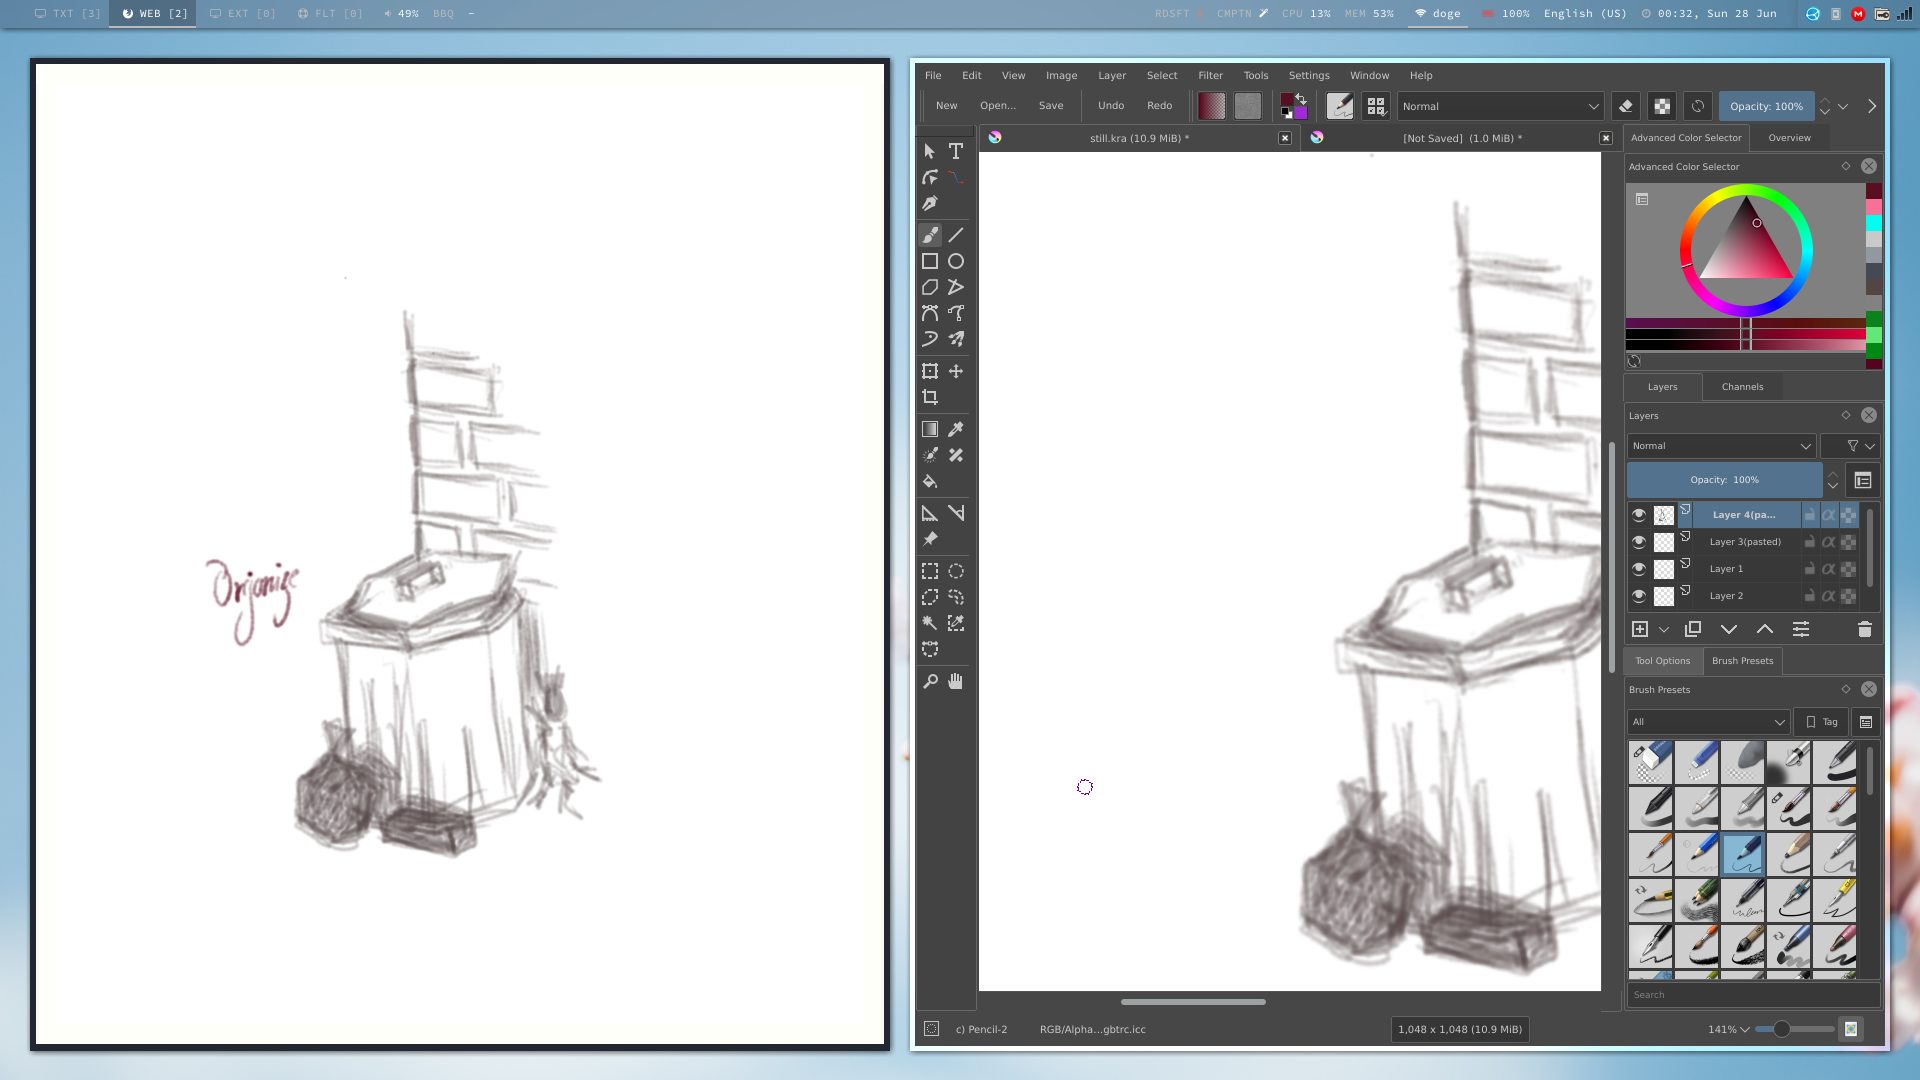 TXT [3] WEB [2] EXT [0] FLT [0] 49% BBQ – RDSFT CMPTN CPU 13% MEM 53% doge 100% English (US) 00:32, Sun 28 Jun
File Edit View Image Layer Select Filter Tools Settings Window Help
New Open... Save Undo Redo Normal Opacity: 100%
still.kra (10.9 MiB) * [Not Saved] (1.0 MiB) * Advanced Color Selector Overview
Advanced Color Selector
Layers Channels
Layers
Normal
Opacity: 100%
Layer 4(pa...
Layer 3(pasted)
Layer 1
Layer 2
Orjonize
Tool Options Brush Presets
Brush Presets
All Tag
Search
c) Pencil-2 RGB/Alpha...gbtrc.icc 1,048 x 1,048 (10.9 MiB) 141%